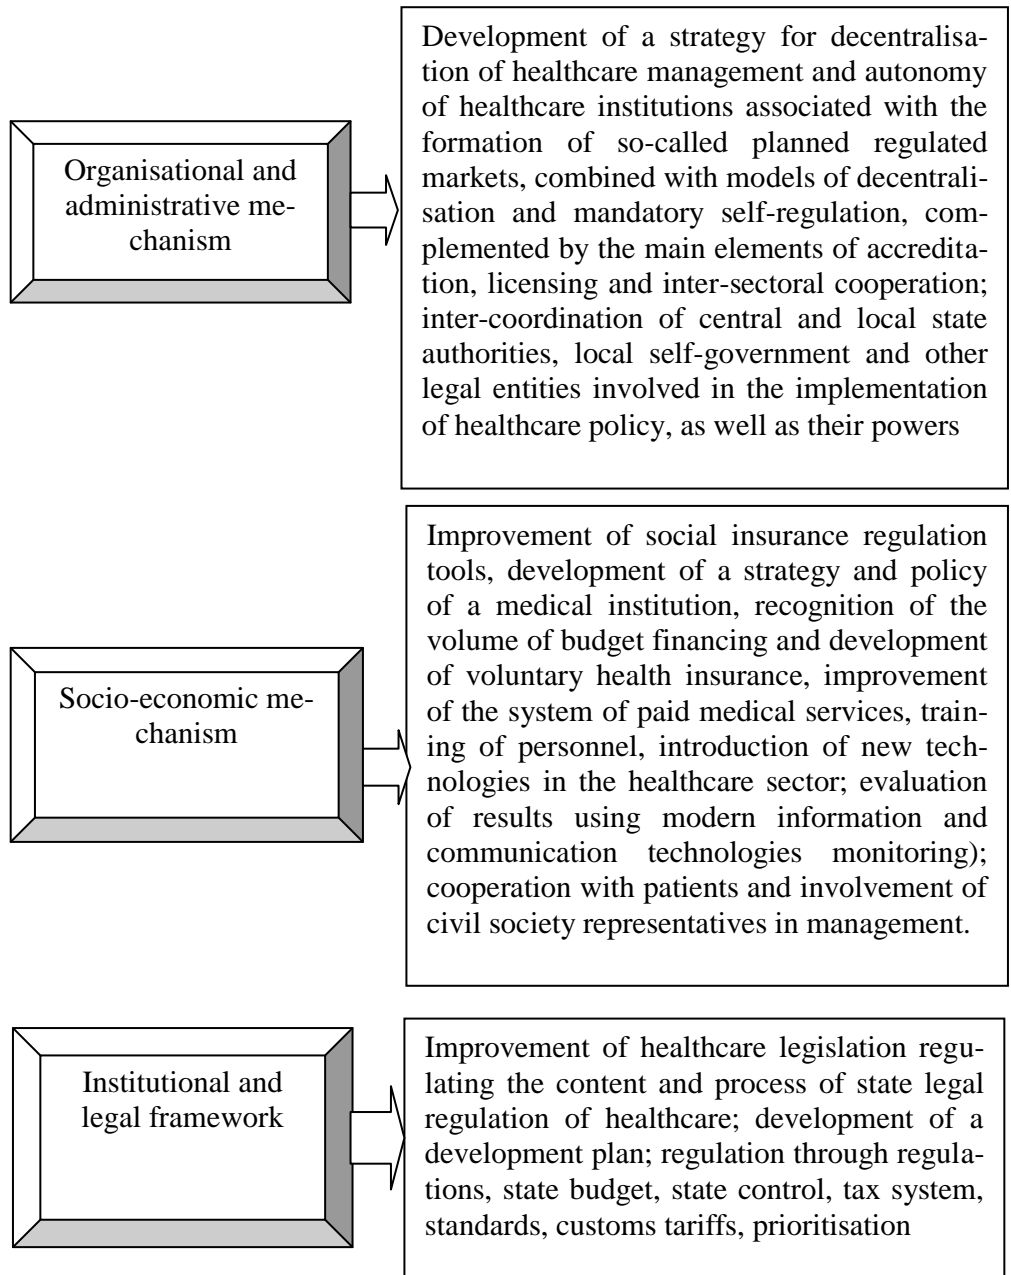 Organisational and
administrative me-
chanism
Development of a strategy for decentralisa-
tion of healthcare management and autonomy
of healthcare institutions associated with the
formation of so-called planned regulated
markets, combined with models of decentrali-
sation and mandatory self-regulation, com-
plemented by the main elements of accredita-
tion, licensing and inter-sectoral cooperation;
inter-coordination of central and local state
authorities, local self-government and other
legal entities involved in the implementation
of healthcare policy, as well as their powers
Socio-economic me-
chanism
Improvement of social insurance regulation
tools, development of a strategy and policy
of a medical institution, recognition of the
volume of budget financing and development
of voluntary health insurance, improvement
of the system of paid medical services, train-
ing of personnel, introduction of new tech-
nologies in the healthcare sector; evaluation
of results using modern information and
communication technologies monitoring);
cooperation with patients and involvement of
civil society representatives in management.
Institutional and
legal framework
Improvement of healthcare legislation regu-
lating the content and process of state legal
regulation of healthcare; development of a
development plan; regulation through regula-
tions, state budget, state control, tax system,
standards, customs tariffs, prioritisation